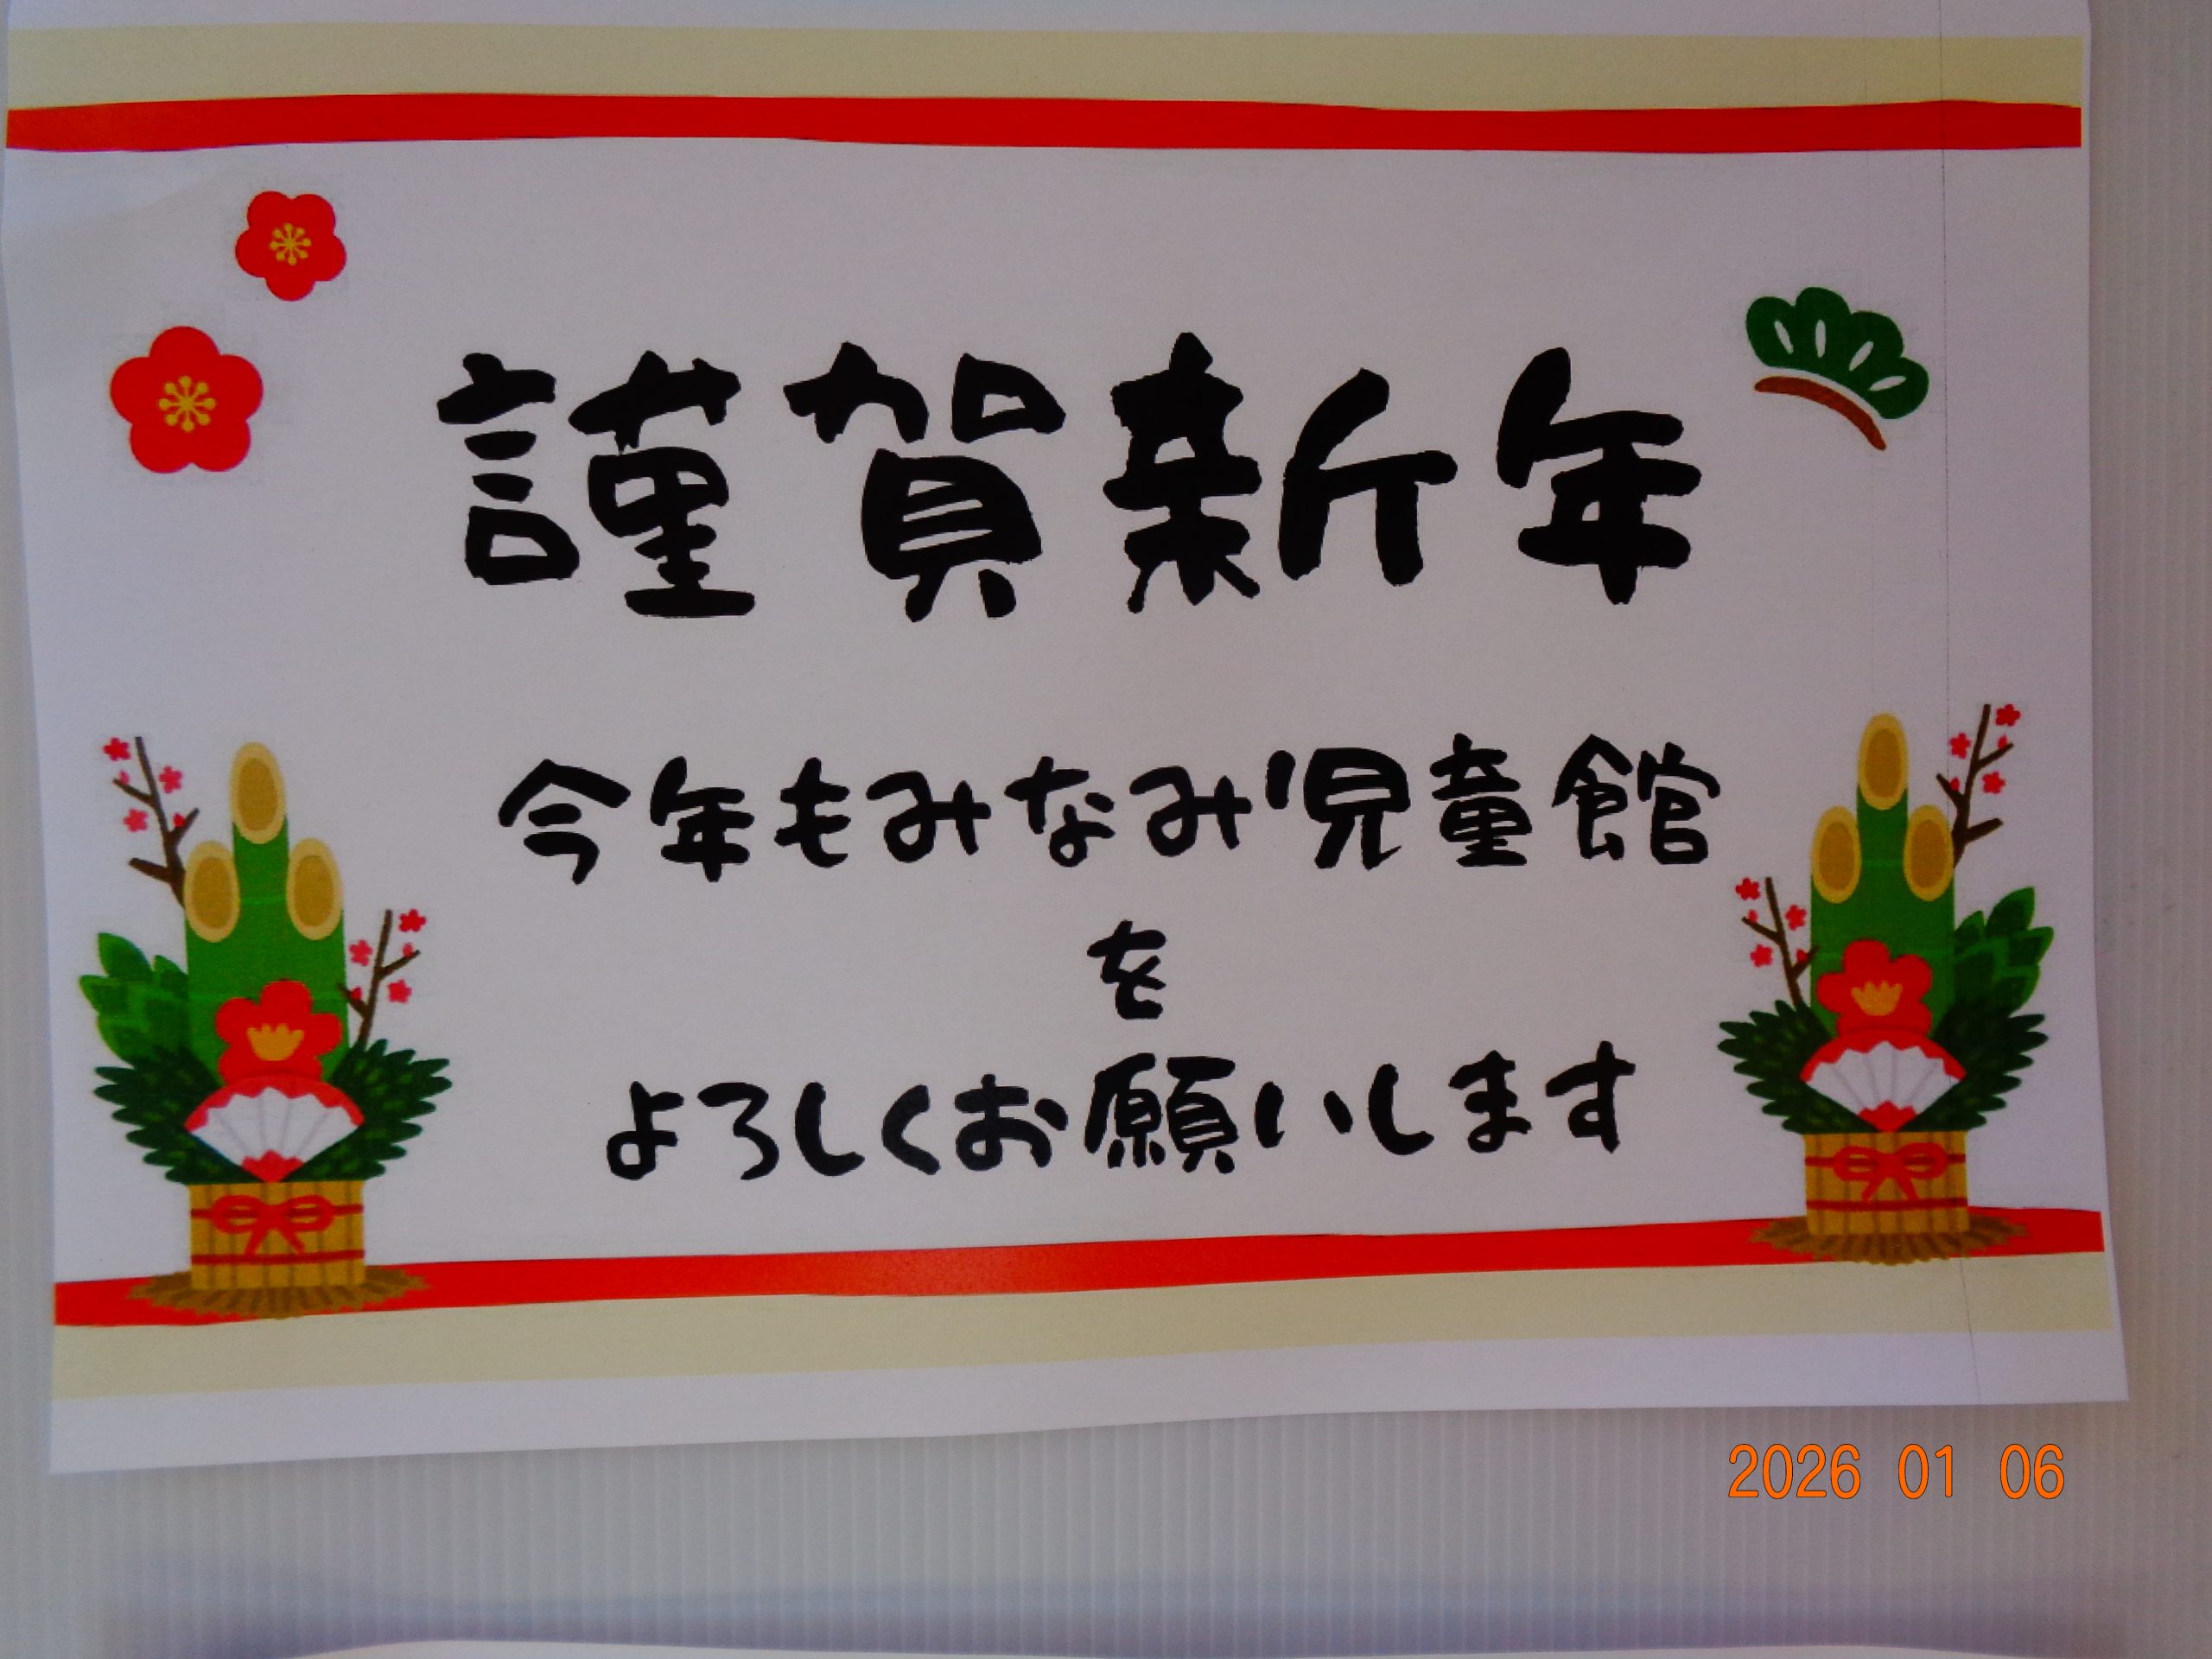 謹賀新年
今年もみなみ児童館
を
よろしくお願いします
2026 01 06